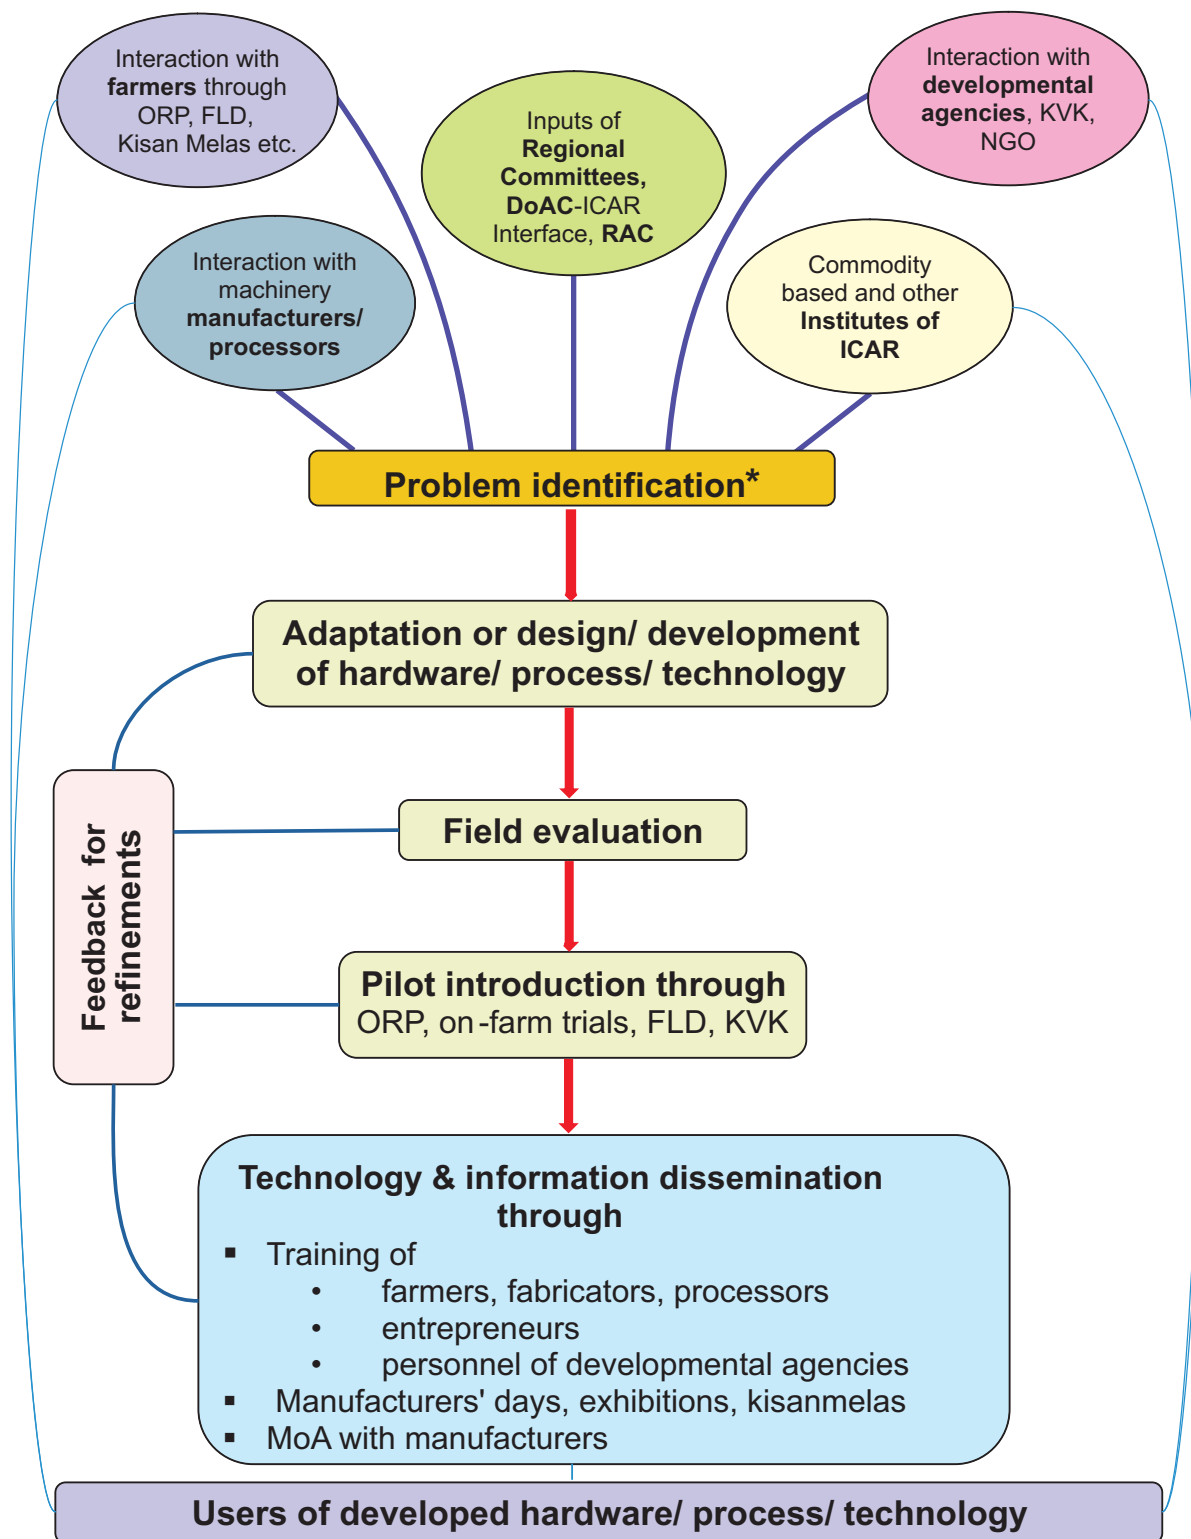 Interaction with
farmers through
ORP, FLD,
Kisan Melas etc.
Inputs of
Regional
Committees,
DoAC-ICAR
Interface, RAC
Interaction with
developmental
agencies, KVK,
NGO
Interaction with
machinery
manufacturers/
processors
Commodity
based and other
Institutes of
ICAR
Problem identification*
Adaptation or design/ development
of hardware/ process/ technology
Feedback for
refinements
Field evaluation
Pilot introduction through
ORP, on-farm trials, FLD, KVK
Technology & information dissemination
through
▪ Training of
• farmers, fabricators, processors
• entrepreneurs
• personnel of developmental agencies
▪ Manufacturers' days, exhibitions, kisanmelas
▪ MoA with manufacturers
Users of developed hardware/ process/ technology